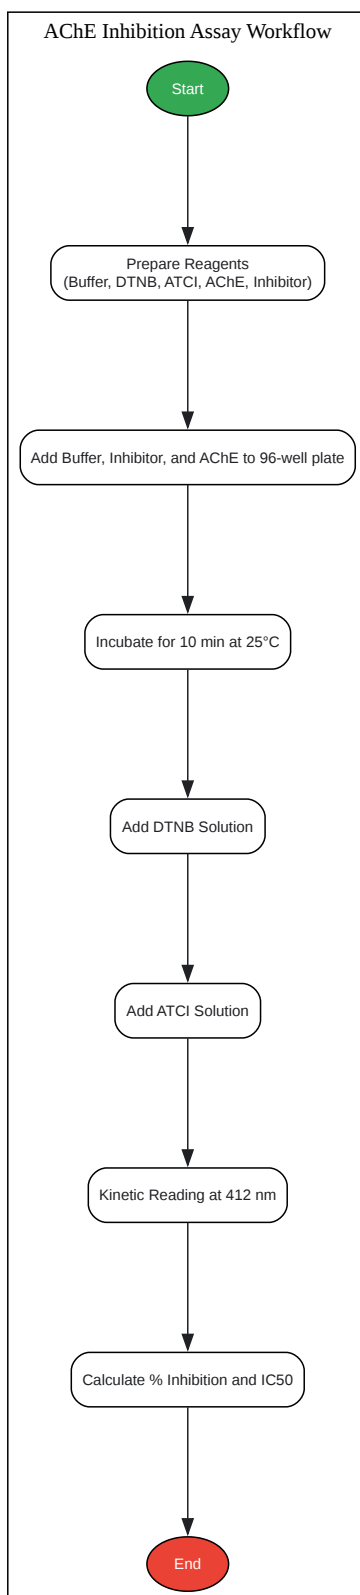 AChE Inhibition Assay Workflow
Start
Prepare Reagents
(Buffer, DTNB, ATCI, AChE, Inhibitor)
Add Buffer, Inhibitor, and AChE to 96-well plate
Incubate for 10 min at 25°C
Add DTNB Solution
Add ATCI Solution
Kinetic Reading at 412 nm
Calculate % Inhibition and IC50
End